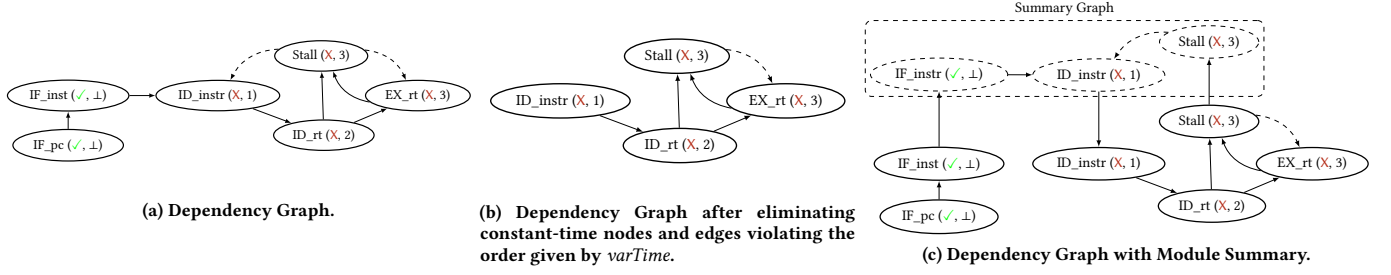 Stall (X, 3)
IF_inst (✓, ⊥)
ID_instr (X, 1)
EX_rt (X, 3)
ID_rt (X, 2)
IF_pc (✓, ⊥)
(a) Dependency Graph.
Stall (X, 3)
ID_instr (X, 1)
EX_rt (X, 3)
ID_rt (X, 2)
(b) Dependency Graph after eliminating
constant-time nodes and edges violating the
order given by varTime.
Summary Graph
Stall (X, 3)
IF_instr (✓, ⊥)
ID_instr (X, 1)
Stall (X, 3)
IF_inst (✓, ⊥)
ID_instr (X, 1)
EX_rt (X, 3)
ID_rt (X, 2)
IF_pc (✓, ⊥)
(c) Dependency Graph with Module Summary.